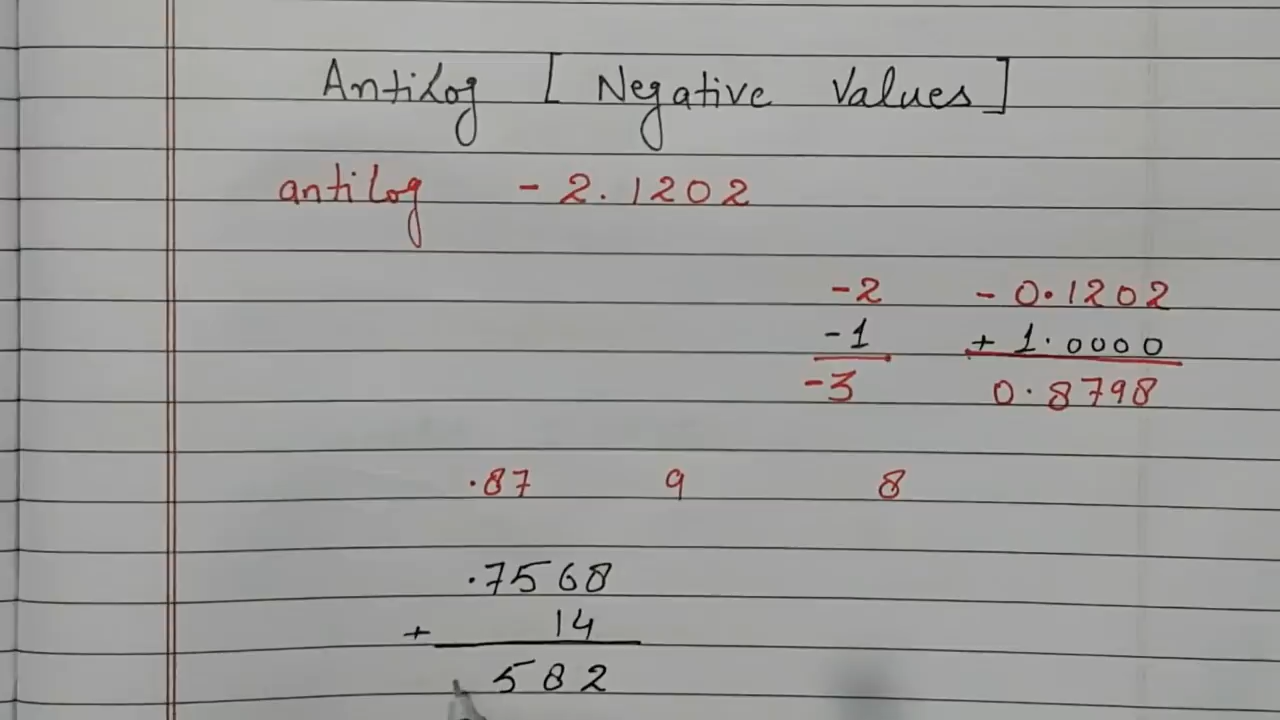 Antilog [ Negative Values ]
antilog - 2.1202
-2 - 0.1202
-1 + 1.0000
-3 0.8798
.87 9 8
.7568
+ 14
582